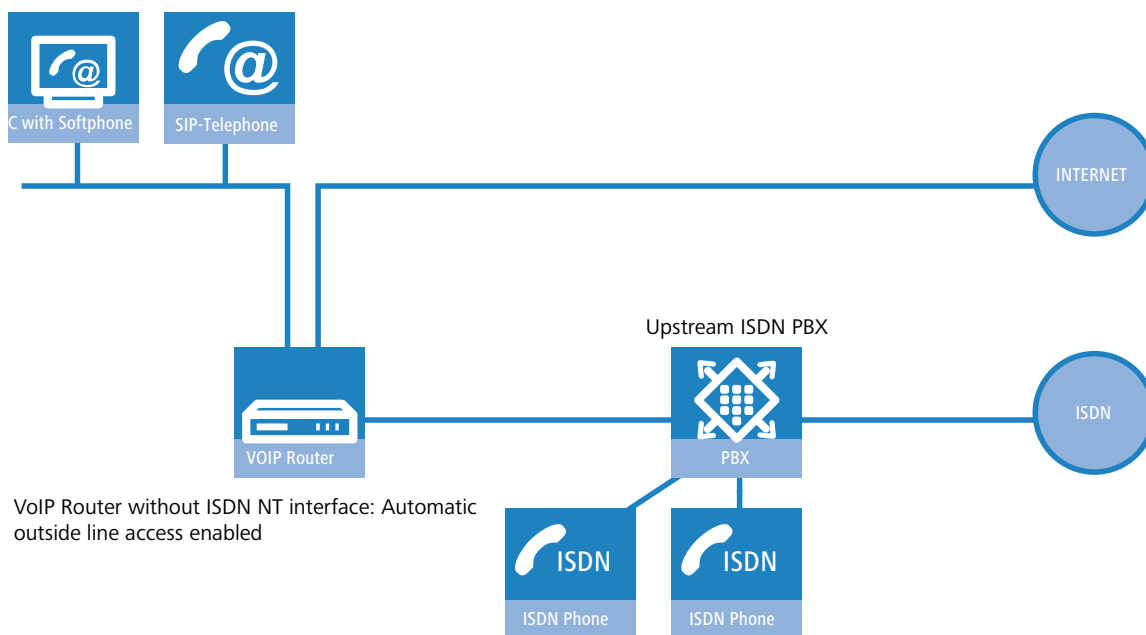 @
@
C with Softphone
SIP-Telephone
INTERNET
Upstream ISDN PBX
VOIP Router
PBX
ISDN
VoIP Router without ISDN NT interface: Automatic
outside line access enabled
ISDN
ISDN
ISDN Phone
ISDN Phone